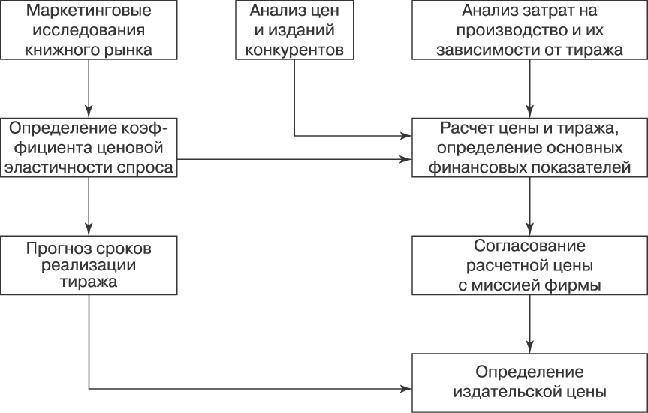 Маркетинговые
исследования
книжного рынка
Анализ цен
и изданий
конкурентов
Анализ затрат на
производство и их
зависимости от тиража
Определение коэф-
фициента ценовой
эластичности спроса
Расчет цены и тиража,
определение основных
финансовых показателей
Прогноз сроков
реализации
тиража
Согласование
расчетной цены
с миссией фирмы
Определение
издательской цены